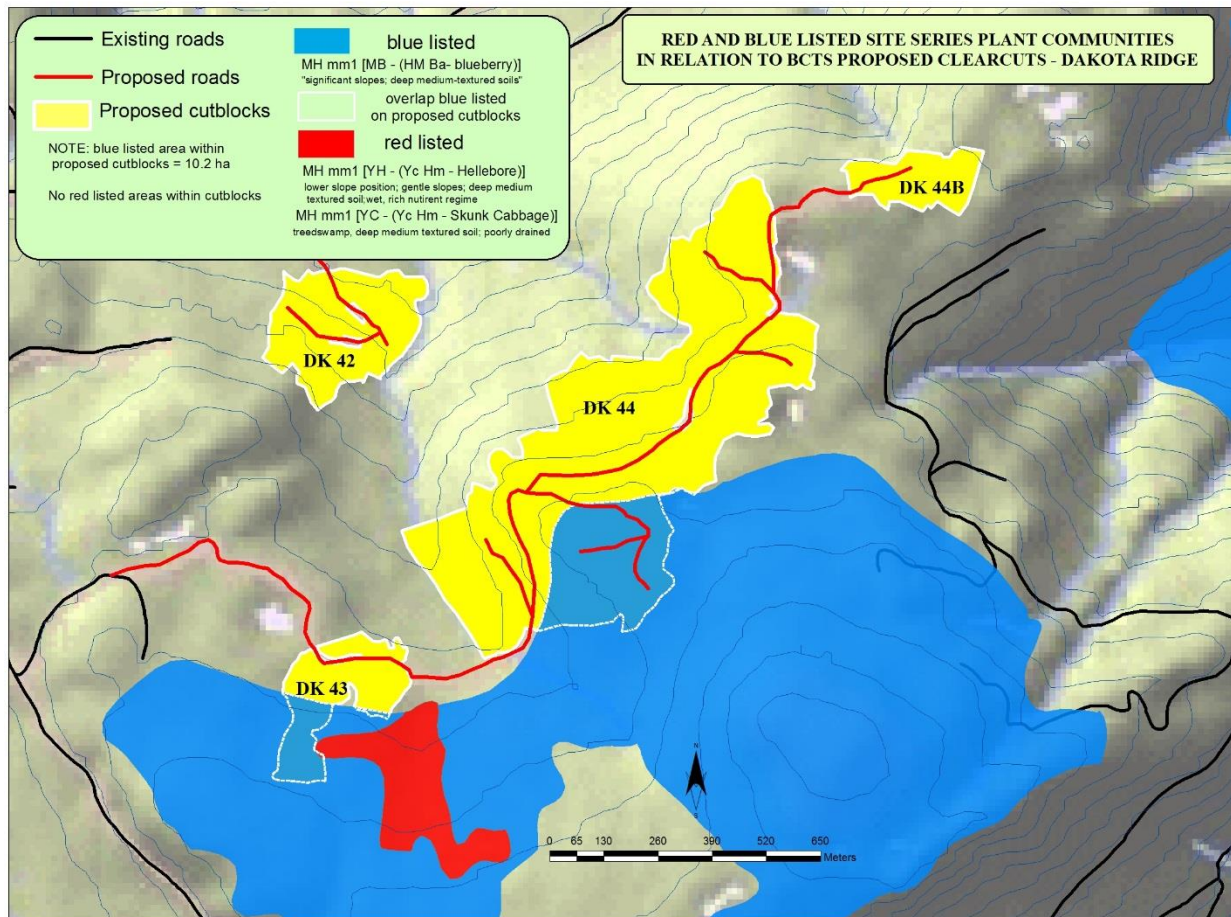 Existing roads
Proposed roads
Proposed cutblocks
NOTE: blue listed area within
proposed cutblocks = 10.2 ha
No red listed areas within cutblocks
blue listed
MH mm1 [MB - (HM Ba- blueberry)]
"significant slopes; deep medium-textured soils"
overlap blue listed
on proposed cutblocks
red listed
MH mm1 [YH - (Yc Hm - Hellebore)]
lower slope position; gentle slopes; deep medium
textured soil;wet, rich nutirent regime
MH mm1 [YC - (Yc Hm - Skunk Cabbage)]
treedswamp, deep medium textured soil; poorly drained
RED AND BLUE LISTED SITE SERIES PLANT COMMUNITIES
IN RELATION TO BCTS PROPOSED CLEARCUTS - DAKOTA RIDGE
DK 44B
DK 42
DK 44
DK 43
N
S
0 65 130 260 390 520 650
Meters